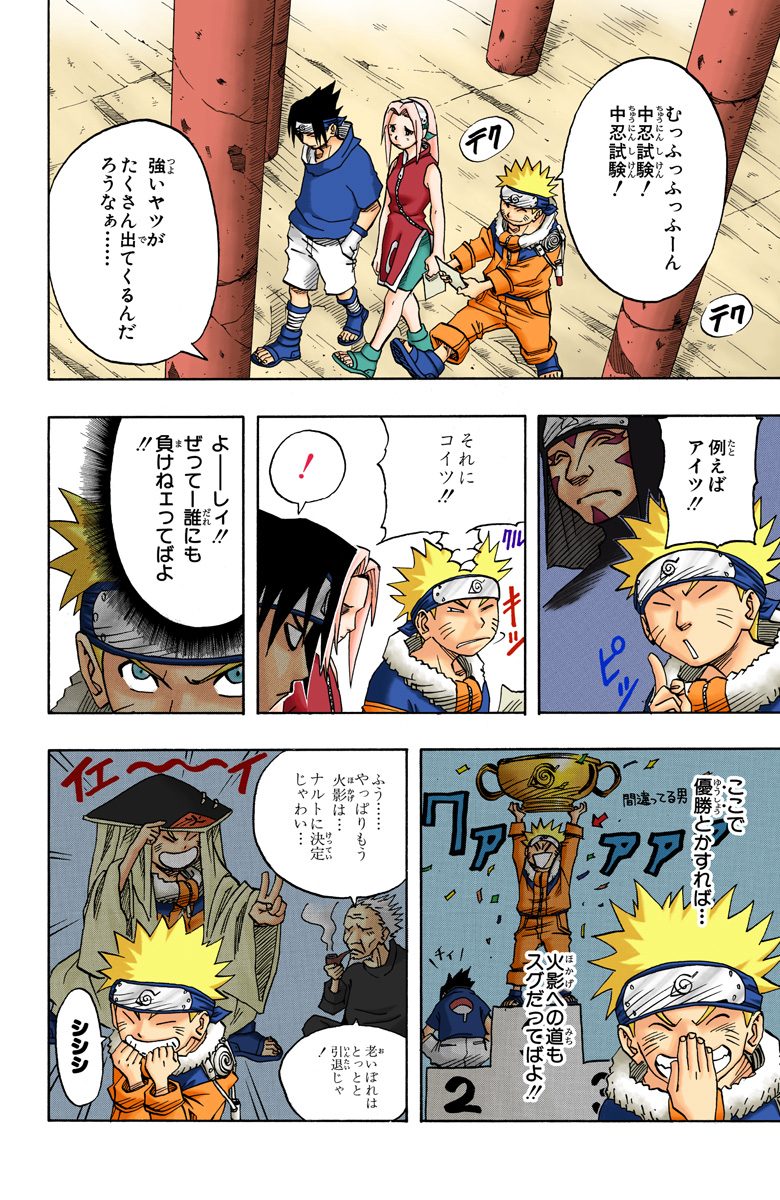 むっふっふっふーん
中忍試験!
中忍試験!
テク
テク
強いヤツが
たくさん出てくるんだ
ろうなぁ……
例えば
アイツ!!
ピッ
それに
コイツ!!
クルッ
キッ
!
よーーしィ!!
ぜってー誰にも
負けねェってばよ
!!
ここで
優勝とかすれば…
間違ってる男
ワァァァァ
チィ!
火影への道も
スグだってばよ!!
2
3
イエ〜〜イ
ふう……
やっぱりもう
火影は…
ナルトに決定
じゃわい…
老いぼれは
とっとと
引退じゃ
!
シシシ